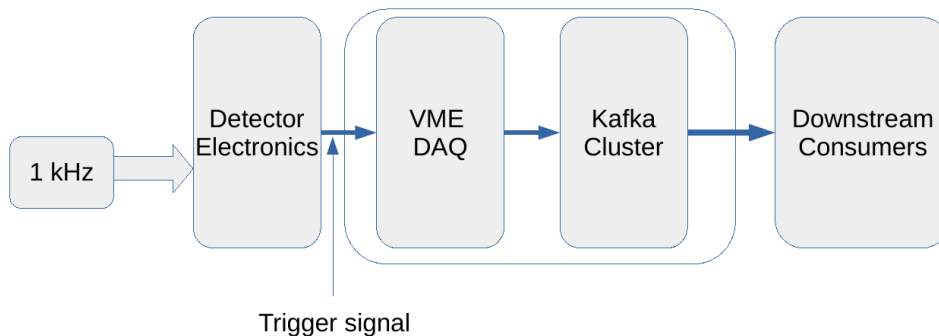 1 kHz
Detector
Electronics
VME
DAQ
Kafka
Cluster
Downstream
Consumers
Trigger signal